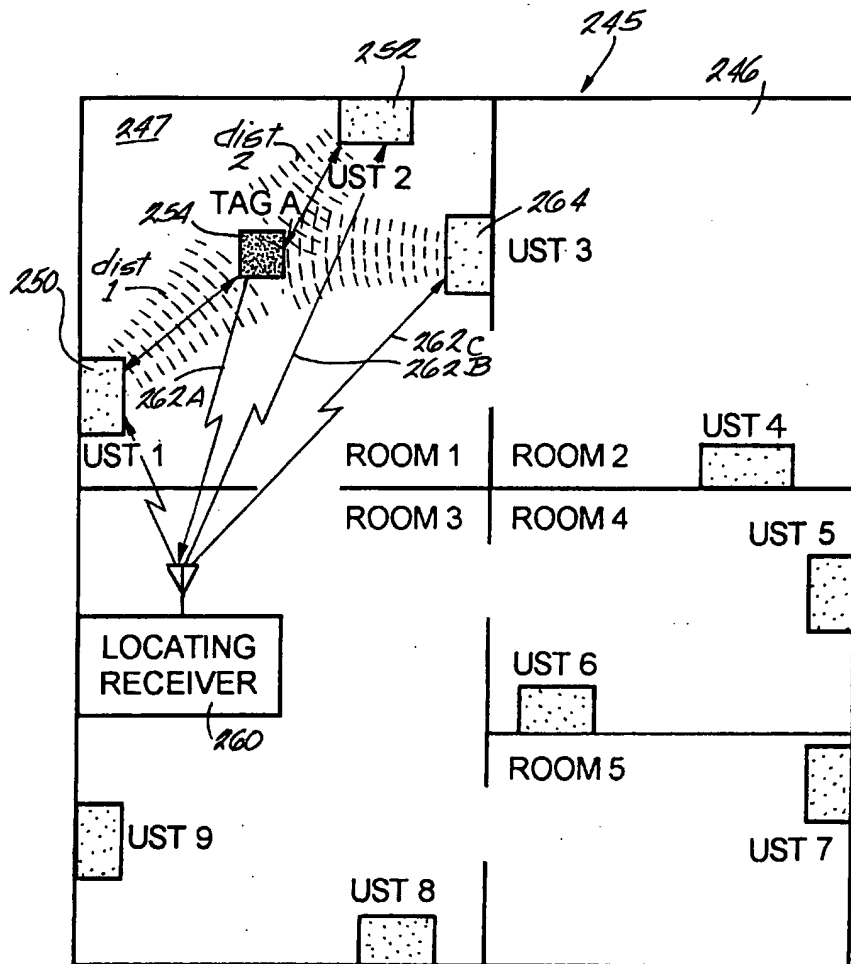 245
252
246
247
dist
2
UST 2
TAG A
254
264
UST 3
dist
1
250
262C
262B
262A
UST 1
ROOM 1
ROOM 2
UST 4
ROOM 3
ROOM 4
UST 5
LOCATING
RECEIVER
260
UST 6
ROOM 5
UST 7
UST 9
UST 8